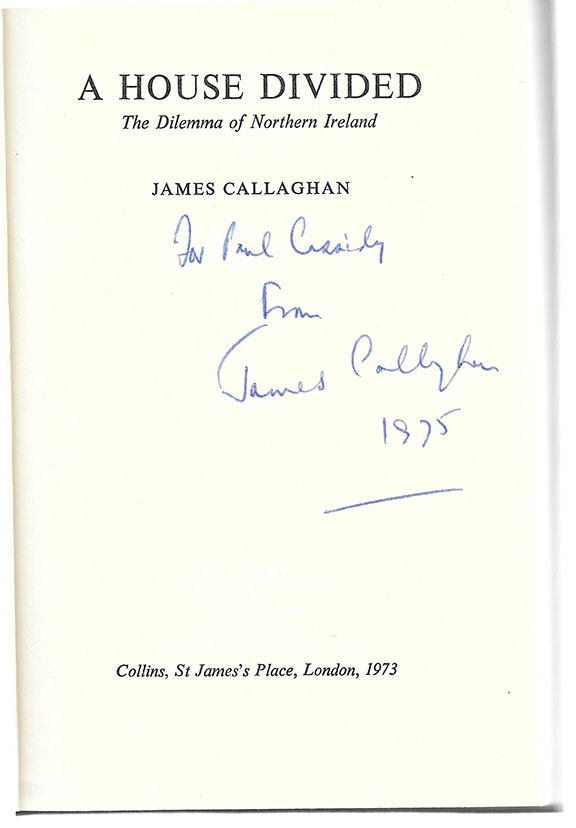 A HOUSE DIVIDED
The Dilemma of Northern Ireland
JAMES CALLAGHAN
For Paul Cassidy
from
James Callaghan
1975
Collins, St James's Place, London, 1973